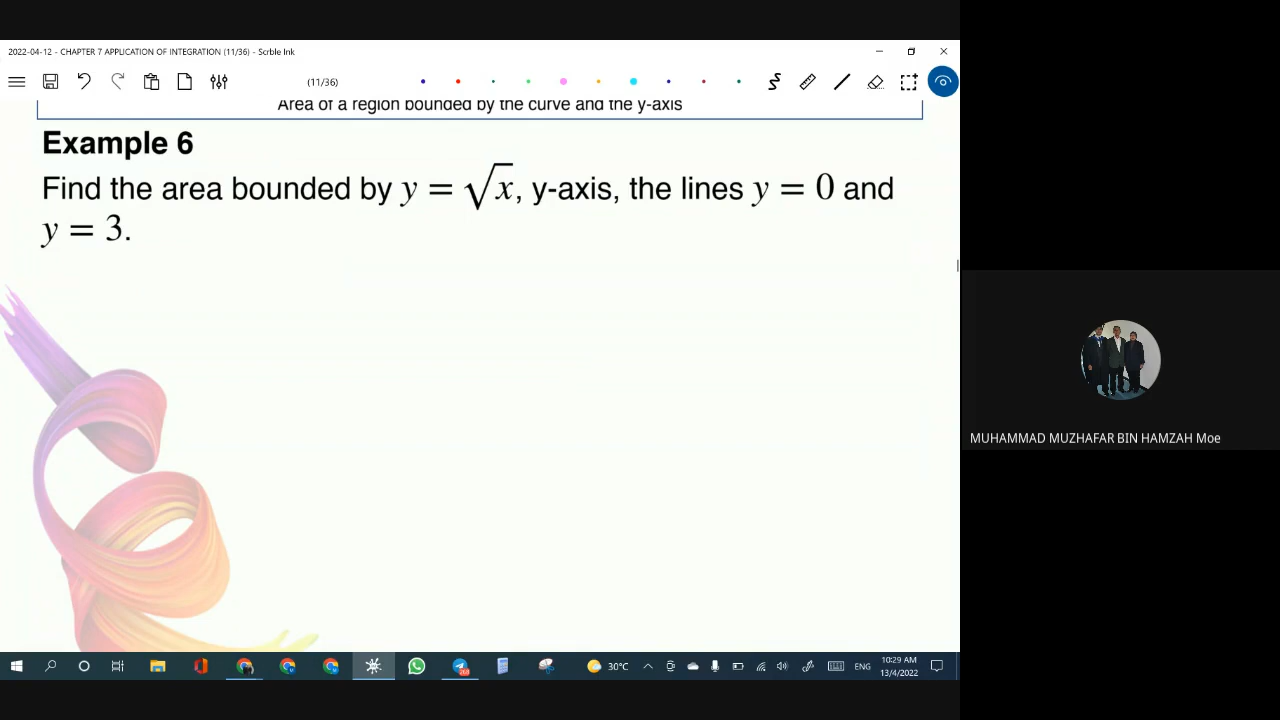 2022-04-12 - CHAPTER 7 APPLICATION OF INTEGRATION (11/36) - Scrble Ink
(11/36)
Area of a region bounded by the curve and the y-axis
Example 6
Find the area bounded by y = √x, y-axis, the lines y = 0 and
y = 3.
MUHAMMAD MUZHAFAR BIN HAMZAH Moe
30°C
ENG
10:29 AM
13/4/2022